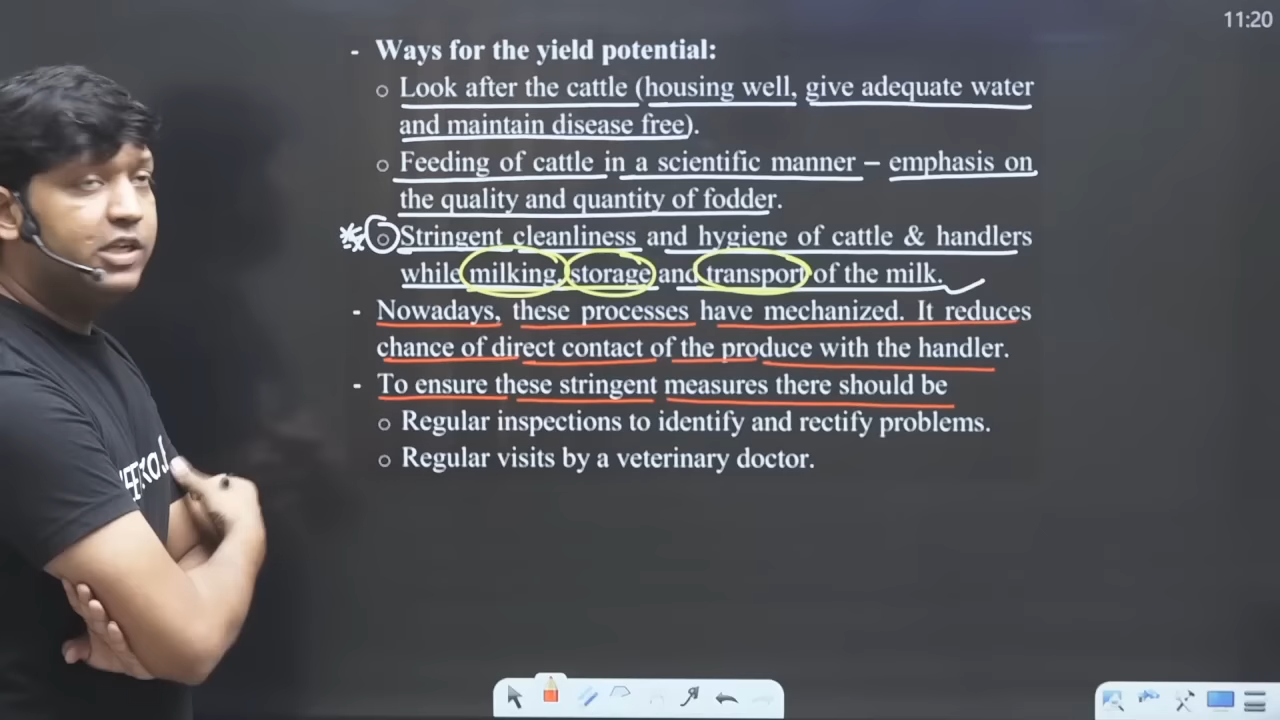 11:20
- Ways for the yield potential:
o Look after the cattle (housing well, give adequate water
and maintain disease free).
o Feeding of cattle in a scientific manner – emphasis on
the quality and quantity of fodder.
o Stringent cleanliness and hygiene of cattle & handlers
while milking, storage and transport of the milk.
- Nowadays, these processes have mechanized. It reduces
chance of direct contact of the produce with the handler.
- To ensure these stringent measures there should be
o Regular inspections to identify and rectify problems.
o Regular visits by a veterinary doctor.